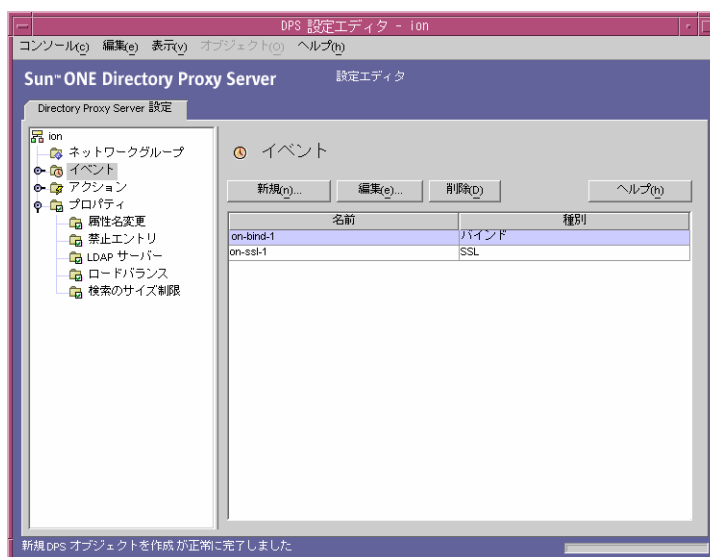 DPS 設定エディタ - ion
コンソール(c) 編集(e) 表示(v) オブジェクト(O) ヘルプ(h)
Sun™ ONE Directory Proxy Server 設定エディタ
Directory Proxy Server 設定
ion
ネットワークグループ
イベント
アクション
プロパティ
属性名変更
禁止エントリ
LDAP サーバー
ロードバランス
検索のサイズ制限
イベント
新規(n)... 編集(e)... 削除(D) ヘルプ(h)
名前 種別
on-bind-1 バインド
on-ssl-1 SSL
新規 DPS オブジェクトを作成 が正常に完了しました